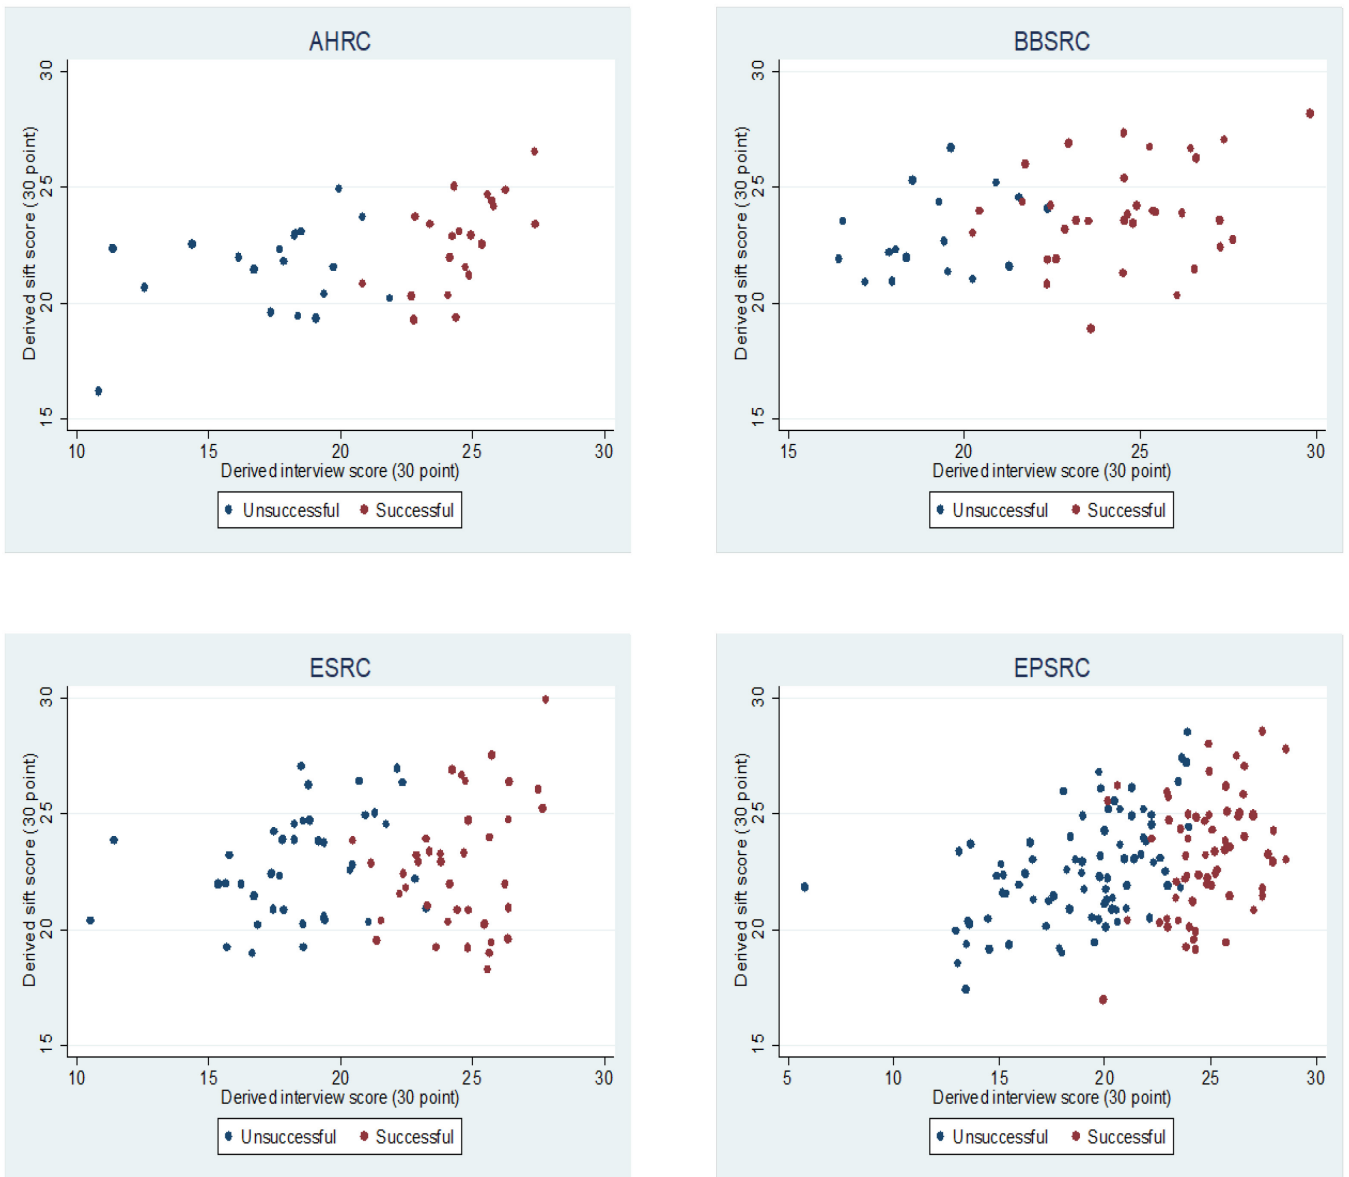 AHRC
30
25
20
15
Derived sift score (30 point)
10 15 20 25 30
Derived interview score (30 point)
Unsuccessful Successful
BBSRC
30
25
20
15
Derived sift score (30 point)
15 20 25 30
Derived interview score (30 point)
Unsuccessful Successful
ESRC
30
25
20
15
Derived sift score (30 point)
10 15 20 25 30
Derived interview score (30 point)
Unsuccessful Successful
EPSRC
30
25
20
15
Derived sift score (30 point)
5 10 15 20 25 30
Derived interview score (30 point)
Unsuccessful Successful